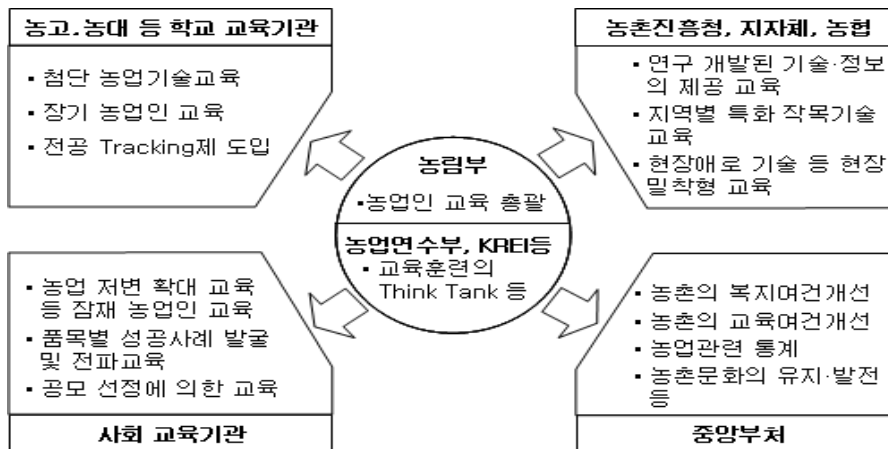 농고.농대 등 학교 교육기관
▪ 첨단 농업기술교육
▪ 장기 농업인 교육
▪ 전공 Tracking제 도입
농촌진흥청, 지자체, 농협
▪ 연구 개발된 기술·정보
의 제공 교육
▪ 지역별 특화 작목기술
교육
▪ 현장애로 기술 등 현장
밀착형 교육
농림부
▪농업인 교육 총괄
농업연수부, KREI등
▪ 교육훈련의
Think Tank 등
▪ 농업 저변 확대 교육
등 잠재 농업인 교육
▪ 품목별 성공사례 발굴
및 전파교육
▪ 공모 선정에 의한 교육
사회 교육기관
▪ 농촌의 복지여건개선
▪ 농촌의 교육여건개선
▪ 농업관련 통계
▪ 농촌문화의 유지·발전
등
중앙부처